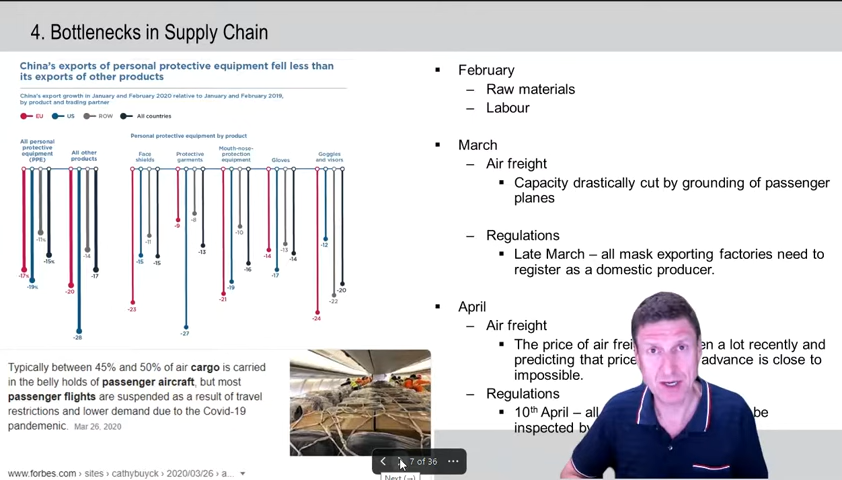 4. Bottlenecks in Supply Chain
China's exports of personal protective equipment fell less than
its exports of other products
China's export growth in January and February 2020 relative to January and February 2019,
by product and trading partner
EU US ROW All countries
Personal protective equipment by product
All personal
protective
equipment
(PPE)
All other
products
Face
shields
Protective
garments
Mouth-nose-
protection
equipment
Gloves
Goggles
and visors
-17%
-19%
-11%
-15%
-20
-28
-14
-17
-23
-15
-11
-15
-9
-27
-8
-13
-21
-19
-10
-16
-14
-17
-13
-14
-24
-12
-22
-20
Typically between 45% and 50% of air cargo is carried
in the belly holds of passenger aircraft, but most
passenger flights are suspended as a result of travel
restrictions and lower demand due to the Covid-19
pandemenic. Mar 26, 2020
www.forbes.com › sites › cathybuyck › 2020/03/26 › a...
7 of 36
Next (→)
February
– Raw materials
– Labour
March
– Air freight
Capacity drastically cut by grounding of passenger
planes
– Regulations
Late March – all mask exporting factories need to
register as a domestic producer.
April
– Air freight
The price of air a lot recently and
predicting that advance is close to
impossible.
– Regulations
10th April – all be
inspected by